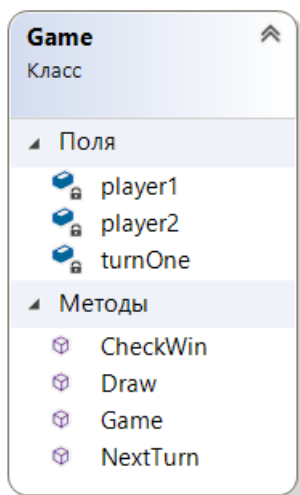 Game
Класс
Поля
player1
player2
turnOne
Методы
CheckWin
Draw
Game
NextTurn